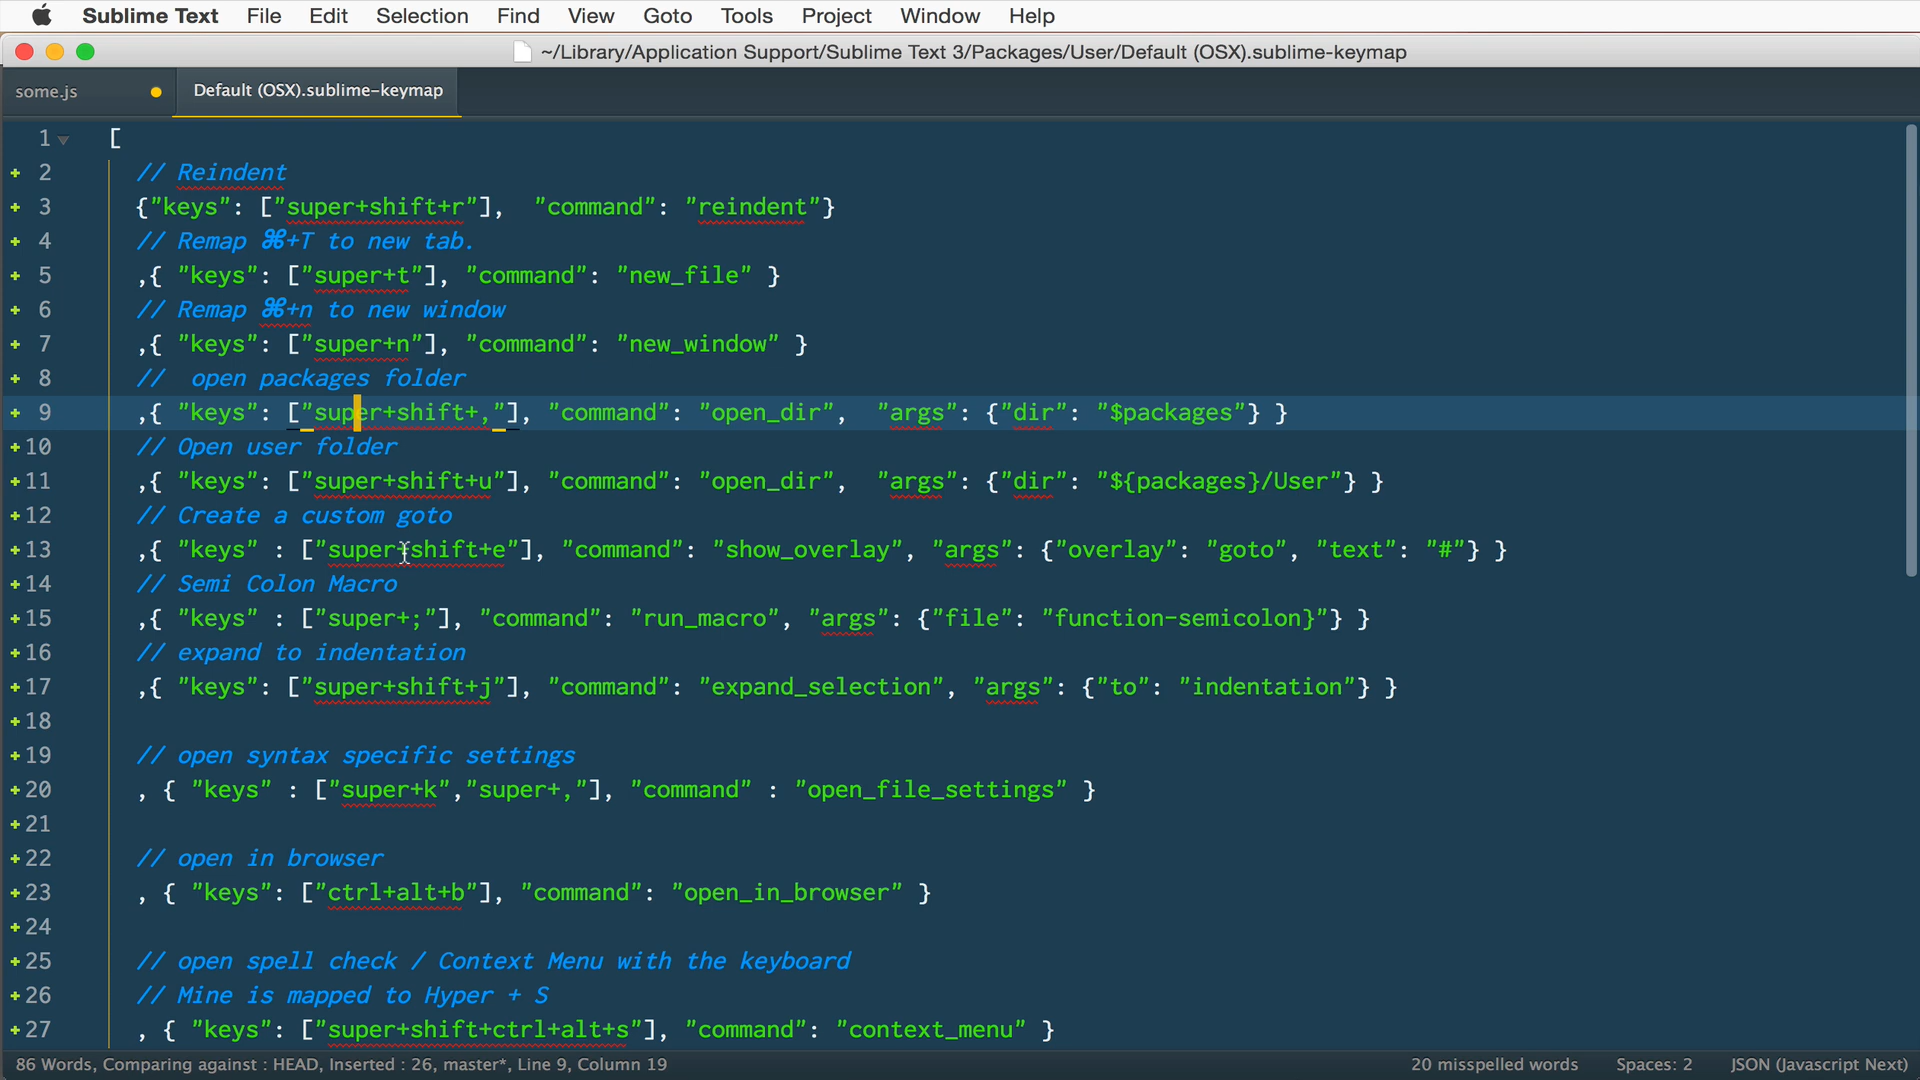 Sublime Text File Edit Selection Find View Goto Tools Project Window Help
~/Library/Application Support/Sublime Text 3/Packages/User/Default (OSX).sublime-keymap
some.js Default (OSX).sublime-keymap
1 [
2 // Reindent
3 {"keys": ["super+shift+r"],  "command": "reindent"}
4 // Remap ⌘+T to new tab.
5 ,{ "keys": ["super+t"], "command": "new_file" }
6 // Remap ⌘+n to new window
7 ,{ "keys": ["super+n"], "command": "new_window" }
8 //  open packages folder
9 ,{ "keys": ["super+shift+,"], "command": "open_dir",  "args": {"dir": "$packages"} }
10 // Open user folder
11 ,{ "keys": ["super+shift+u"], "command": "open_dir",  "args": {"dir": "${packages}/User"} }
12 // Create a custom goto
13 ,{ "keys" : ["super+shift+e"], "command": "show_overlay", "args": {"overlay": "goto", "text": "#"} }
14 // Semi Colon Macro
15 ,{ "keys" : ["super+;"], "command": "run_macro", "args": {"file": "function-semicolon}"} }
16 // expand to indentation
17 ,{ "keys": ["super+shift+j"], "command": "expand_selection", "args": {"to": "indentation"} }
18
19 // open syntax specific settings
20 , { "keys" : ["super+k","super+,"], "command" : "open_file_settings" }
21
22 // open in browser
23 , { "keys": ["ctrl+alt+b"], "command": "open_in_browser" }
24
25 // open spell check / Context Menu with the keyboard
26 // Mine is mapped to Hyper + S
27 , { "keys": ["super+shift+ctrl+alt+s"], "command": "context_menu" }
86 Words, Comparing against : HEAD, Inserted : 26, master*, Line 9, Column 19 20 misspelled words Spaces: 2 JSON (Javascript Next)